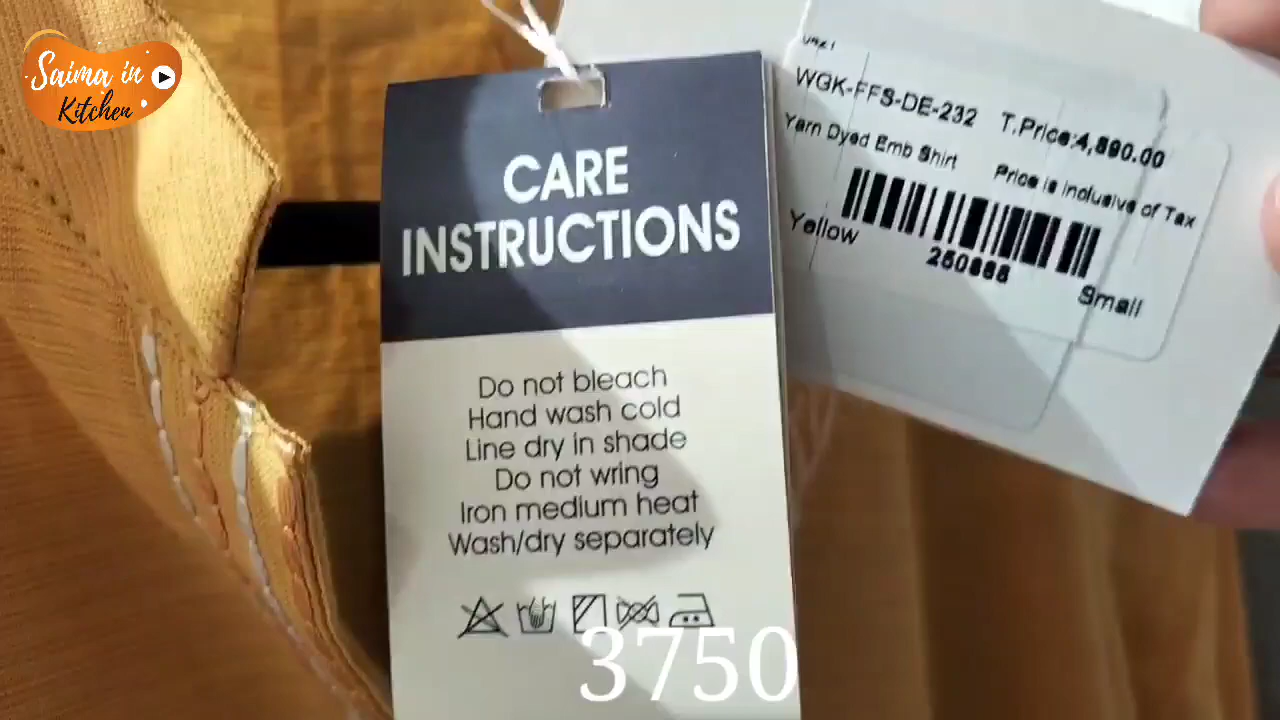 Saima in
Kitchen
CARE
INSTRUCTIONS
Do not bleach
Hand wash cold
Line dry in shade
Do not wring
Iron medium heat
Wash/dry separately
WGK-FFS-DE-232 T.Price:4,890.00
Yarn Dyed Emb Shirt Price is inclusive of Tax
Yellow
Small
3750